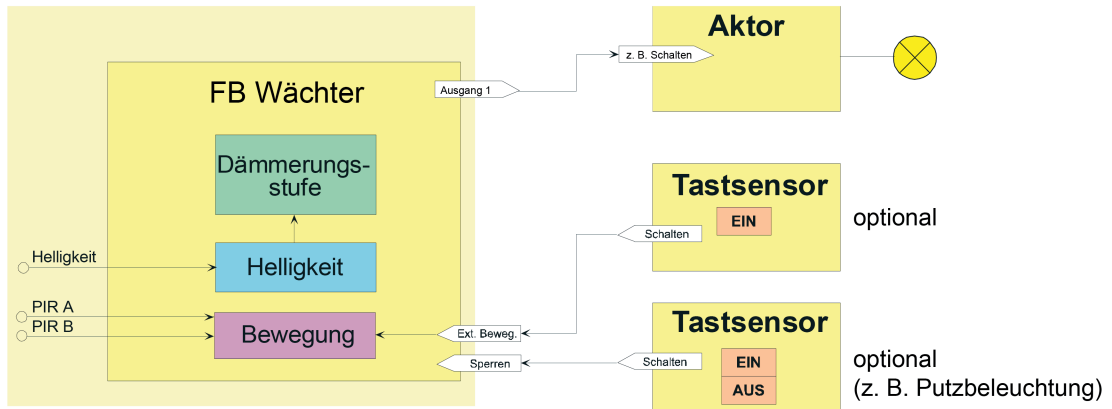 Aktor
z. B. Schalten
FB Wächter
Ausgang 1
Dämmerungs-
stufe
Helligkeit
Helligkeit
PIR A
PIR B
Bewegung
Ext. Beweg.
Sperren
Tastsensor
EIN
Schalten
optional
Tastsensor
Schalten
EIN
AUS
optional
(z. B. Putzbeleuchtung)